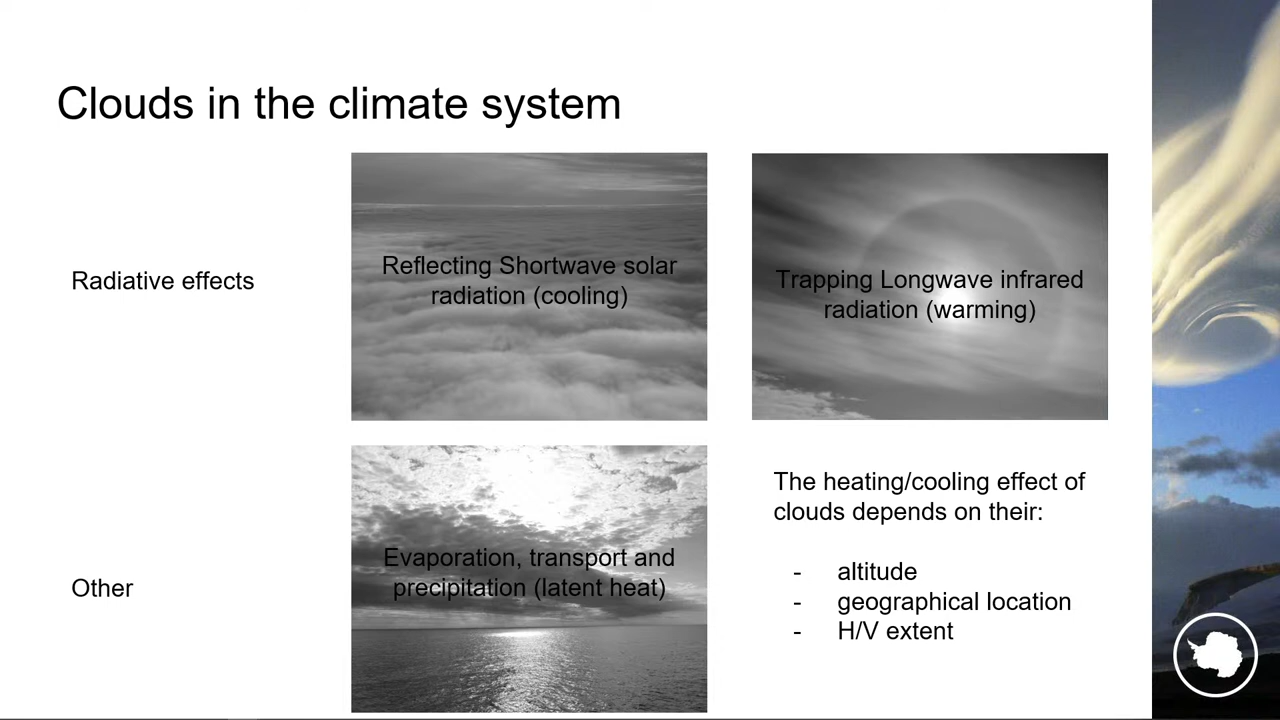 Clouds in the climate system
Radiative effects
Reflecting Shortwave solar
radiation (cooling)
Trapping Longwave infrared
radiation (warming)
Other
Evaporation, transport and
precipitation (latent heat)
The heating/cooling effect of
clouds depends on their:
- altitude
- geographical location
- H/V extent